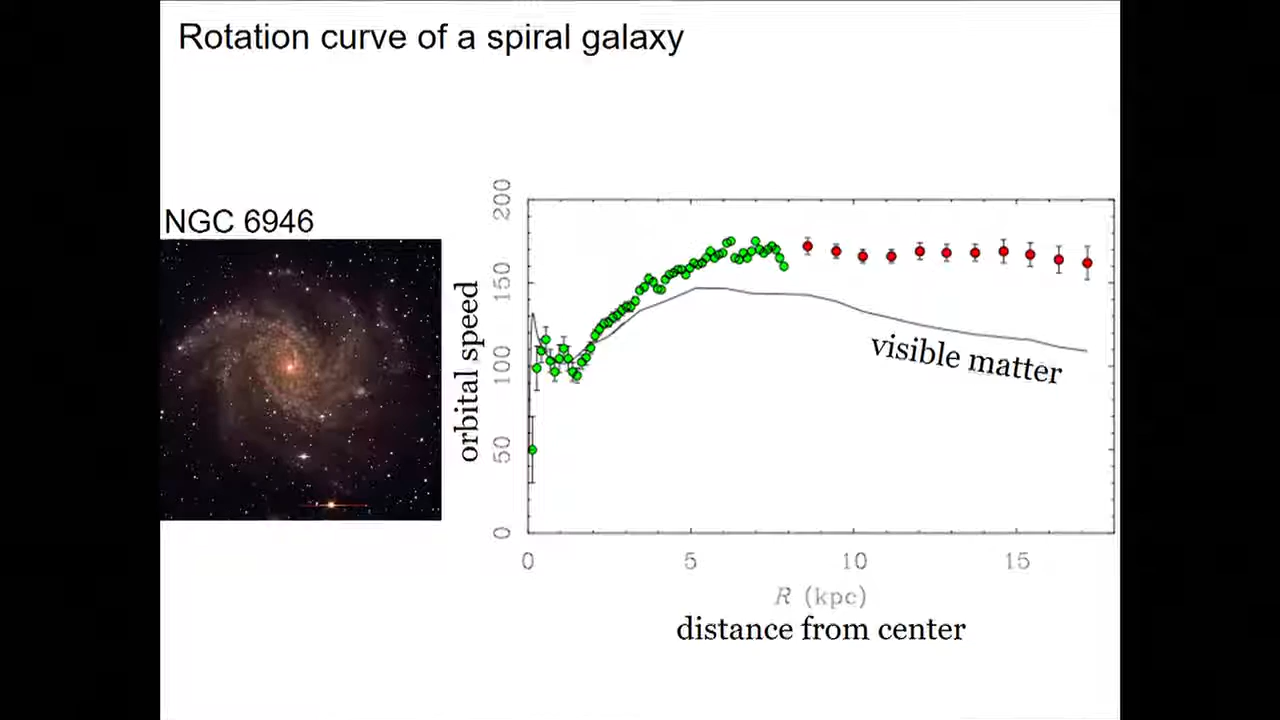 Rotation curve of a spiral galaxy
NGC 6946
orbital speed
200
150
100
50
0
visible matter
0 5 10 15
R (kpc)
distance from center